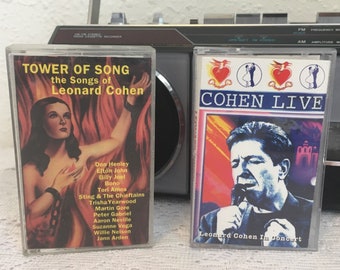 TOWER OF SONG
the Songs of
Leonard Cohen
Don Henley
Elton John
Billy Joel
Bono
Tori Amos
Sting & The Chieftains
Trisha Yearwood
Martin Gore
Peter Gabriel
Aaron Neville
Suzanne Vega
Willie Nelson
Jann Arden
COHEN LIVE
Leonard Cohen In Concert
FM
AM